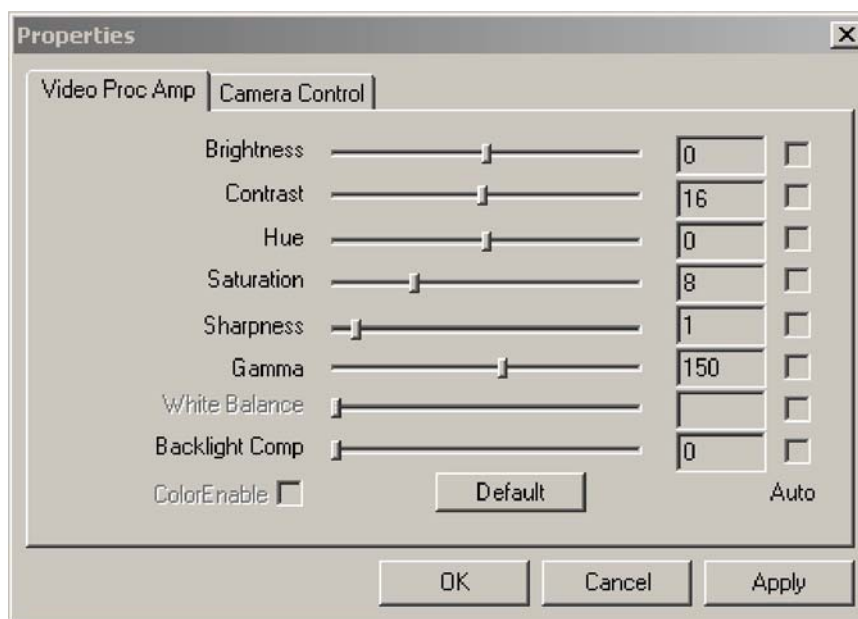 Properties
Video Proc Amp Camera Control
Brightness 0
Contrast 16
Hue 0
Saturation 8
Sharpness 1
Gamma 150
White Balance
Backlight Comp 0
ColorEnable Default Auto
OK Cancel Apply